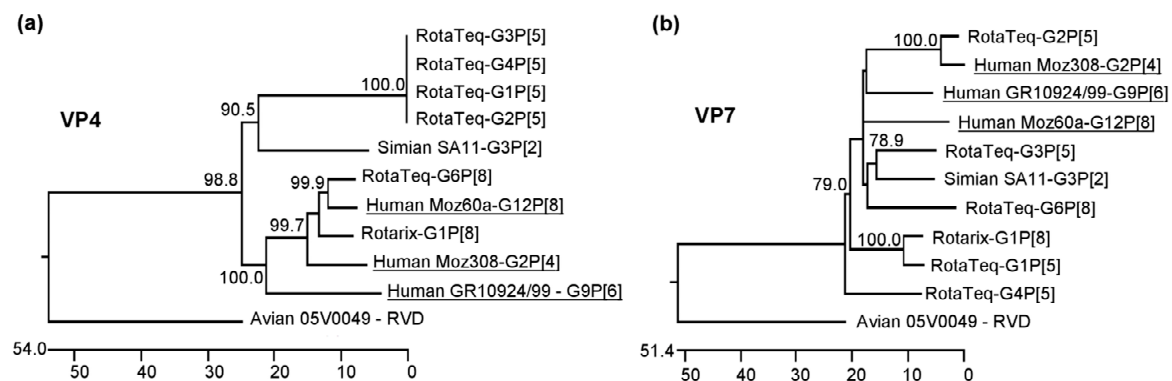 (a)
VP4
RotaTeq-G3P[5]
RotaTeq-G4P[5]
RotaTeq-G1P[5]
RotaTeq-G2P[5]
Simian SA11-G3P[2]
RotaTeq-G6P[8]
Human Moz60a-G12P[8]
Rotarix-G1P[8]
Human Moz308-G2P[4]
Human GR10924/99 - G9P[6]
Avian 05V0049 - RVD
100.0
90.5
98.8
99.9
99.7
100.0
54.0
50 40 30 20 10 0
(b)
VP7
RotaTeq-G2P[5]
Human Moz308-G2P[4]
Human GR10924/99-G9P[6]
Human Moz60a-G12P[8]
RotaTeq-G3P[5]
Simian SA11-G3P[2]
RotaTeq-G6P[8]
Rotarix-G1P[8]
RotaTeq-G1P[5]
RotaTeq-G4P[5]
Avian 05V0049 - RVD
100.0
78.9
79.0
100.0
51.4
50 40 30 20 10 0